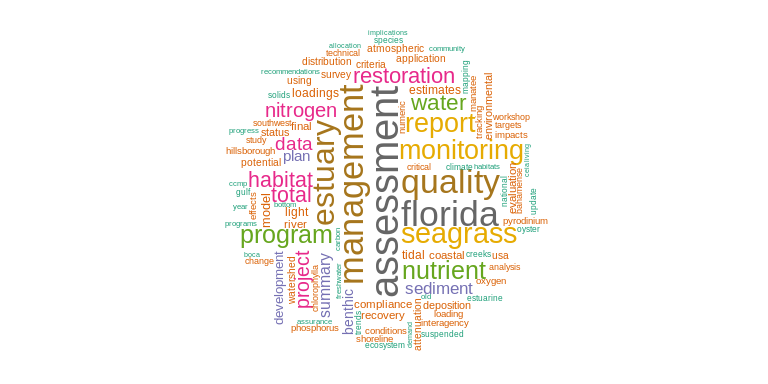 implications
species
allocation
technical
atmospheric
community
distribution
criteria
application
recommendations
using
survey
restoration
mapping
solids
loadings
estimates
manatee
environmental
nitrogen
water
numeric
report
tracking
workshop
southwest
final
targets
progress
status
impacts
study
data
hillsborough
plan
monitoring
potential
estuary
management
assessment
critical
climate
habitats
ccmp
habitat
quality
national
evaluation
bahamense
gulf
total
update
year
effects
bottom
model
light
florida
programs
river
pyrodinium
oyster
program
carbon
seagrass
boca
change
tidal
coastal
creeks
usa
development
watershed
project
chlorophylla
summary
freshwater
nutrient
analysis
oxygen
benthic
sediment
old
estuarine
compliance
deposition
assurance
phosphorus
trends
recovery
attenuation
loading
interagency
conditions
demand
suspended
shoreline
ecosystem